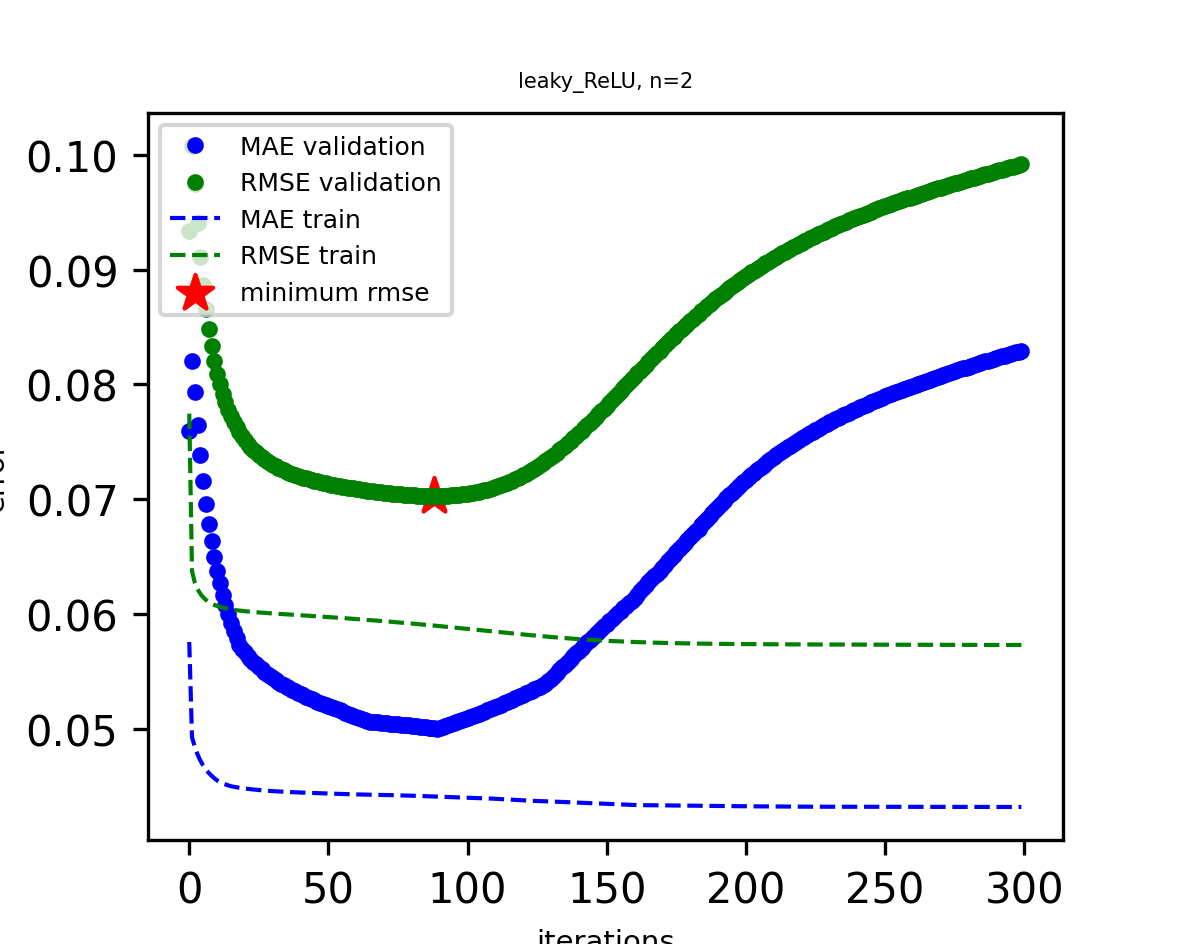 leaky_ReLU, n=2
MAE validation
RMSE validation
MAE train
RMSE train
minimum rmse
0.10
0.09
0.08
0.07
0.06
0.05
0 50 100 150 200 250 300
iterations